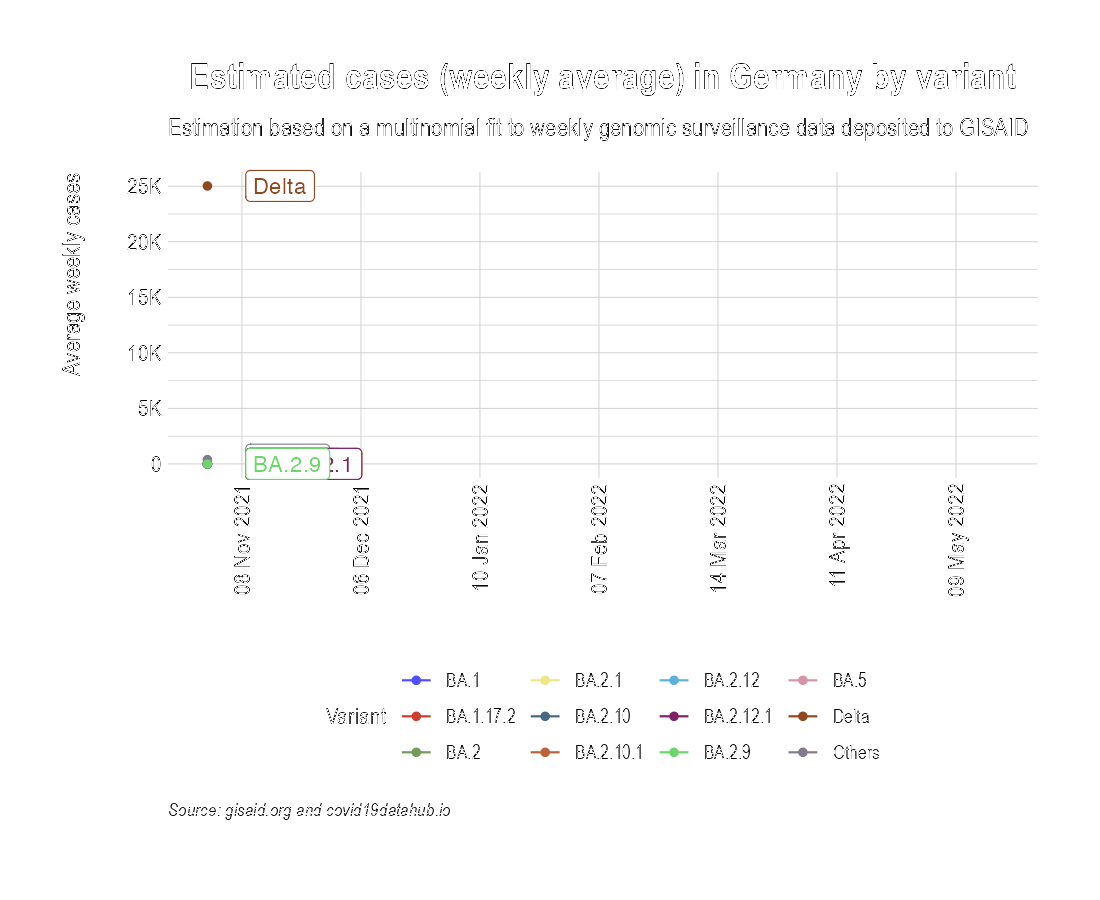 Estimated cases (weekly average) in Germany by variant
Estimation based on a multinomial fit to weekly genomic surveillance data deposited to GISAID
Average weekly cases
25K
20K
15K
10K
5K
0
Delta
BA.2.9
2.1
08 Nov 2021
06 Dec 2021
10 Jan 2022
07 Feb 2022
14 Mar 2022
11 Apr 2022
09 May 2022
Variant
BA.1
BA.2.1
BA.2.12
BA.5
BA.1.17.2
BA.2.10
BA.2.12.1
Delta
BA.2
BA.2.10.1
BA.2.9
Others
Source: gisaid.org and covid19datahub.io